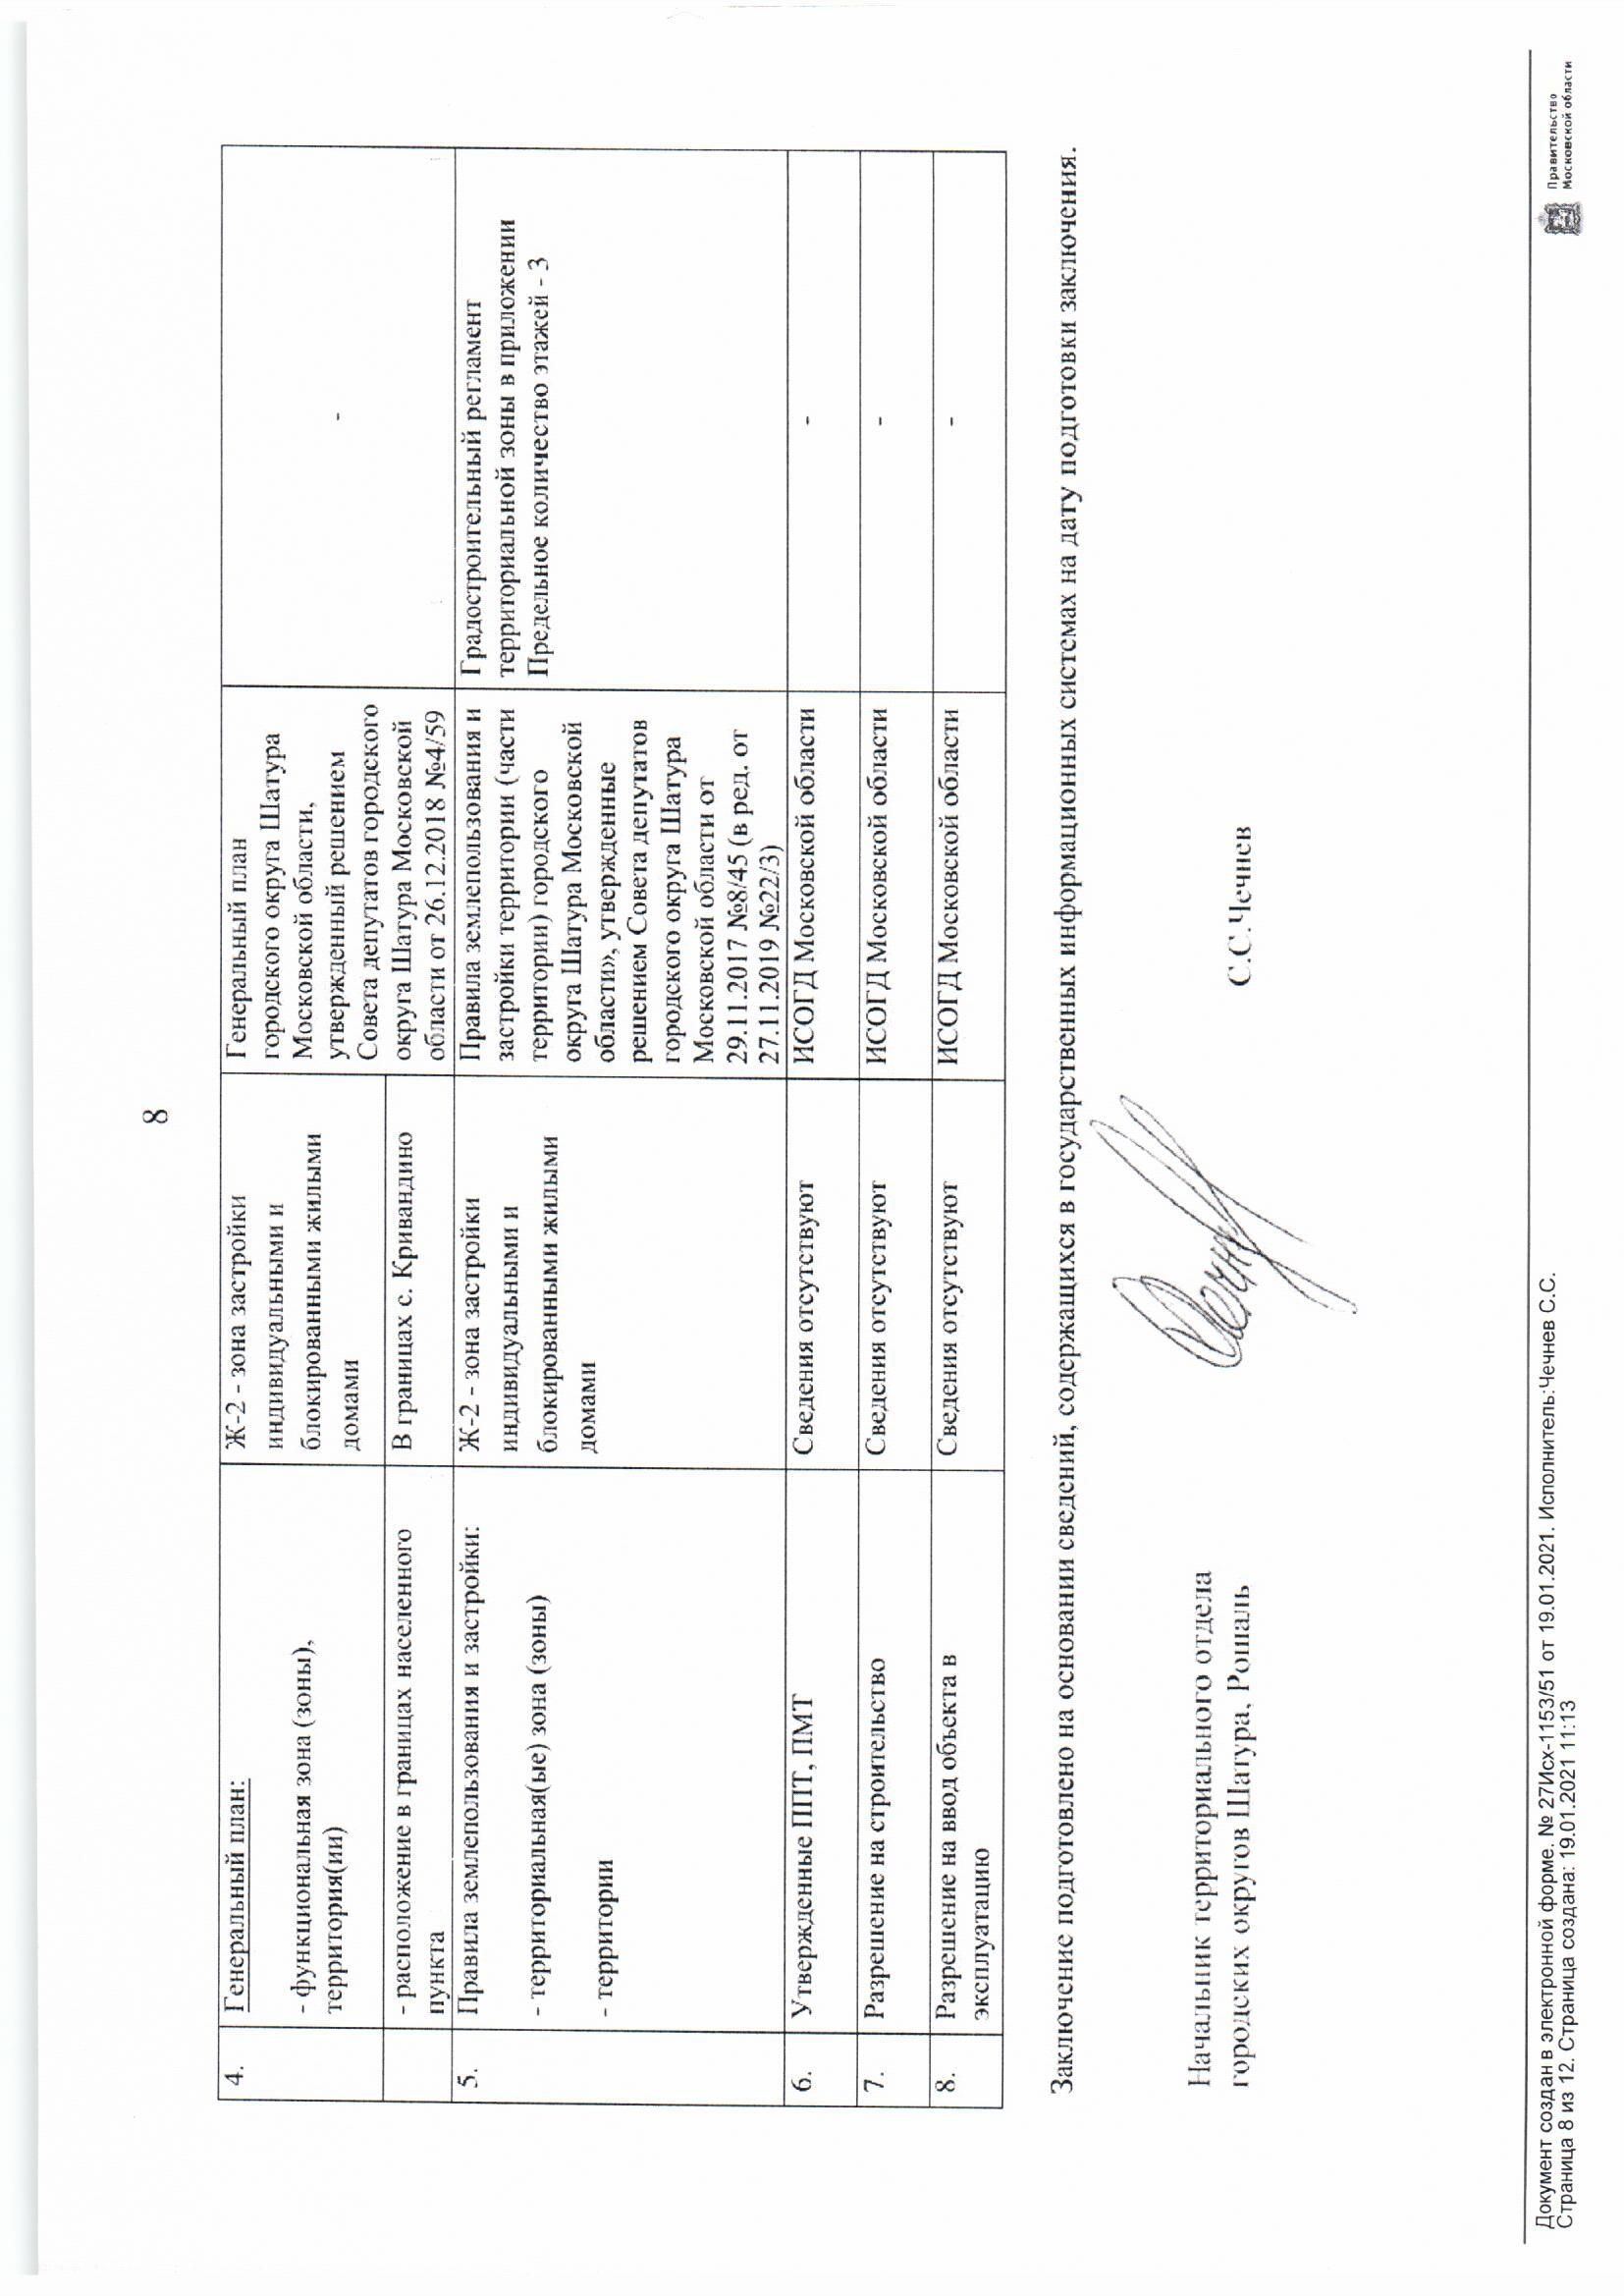 8
4.
Генеральный план:
- функциональная зона (зоны),
территория(ии)
Ж-2 - зона застройки
индивидуальными и
блокированными жилыми
домами
Генеральный план
городского округа Шатура
Московской области,
утвержденный решением
Совета депутатов городского
округа Шатура Московской
области от 26.12.2018 №4/59
-
- расположение в границах населенного
пункта
В границах с. Кривандино
5.
Правила землепользования и застройки:
- территориальная(ые) зона (зоны)
- территории
Ж-2 - зона застройки
индивидуальными и
блокированными жилыми
домами
Правила землепользования и
застройки территории (части
территории) городского
округа Шатура Московской
области», утвержденные
решением Совета депутатов
городского округа Шатура
Московской области от
29.11.2017 №8/45 (в ред. от
27.11.2019 №22/3)
Градостроительный регламент
территориальной зоны в приложении
Предельное количество этажей - 3
6.
Утвержденные ППТ, ПМТ
Сведения отсутствуют
ИСОГД Московской области
-
7.
Разрешение на строительство
Сведения отсутствуют
ИСОГД Московской области
-
8.
Разрешение на ввод объекта в
эксплуатацию
Сведения отсутствуют
ИСОГД Московской области
-
Заключение подготовлено на основании сведений, содержащихся в государственных информационных системах на дату подготовки заключения.
Начальник территориального отдела
городских округов Шатура, Рошаль
С.С.Чечнев
Документ создан в электронной форме. № 27Исх-1153/51 от 19.01.2021. Исполнитель:Чечнев С.С.
Страница 8 из 12. Страница создана: 19.01.2021 11:13
Правительство
Московской области